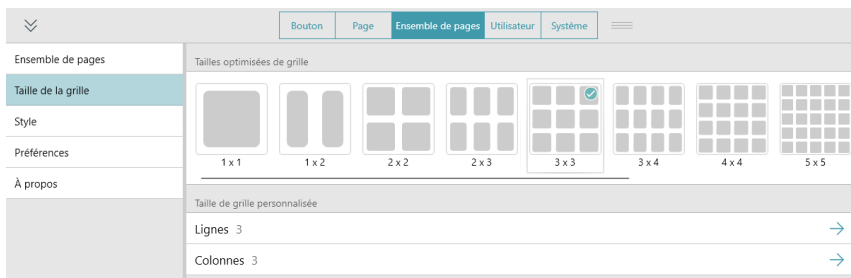 Bouton Page Ensemble de pages Utilisateur Système
Ensemble de pages
Taille de la grille
Style
Préférences
À propos
Tailles optimisées de grille
1 x 1 1 x 2 2 x 2 2 x 3 3 x 3 3 x 4 4 x 4 5 x 5
Taille de grille personnalisée
Lignes 3
Colonnes 3